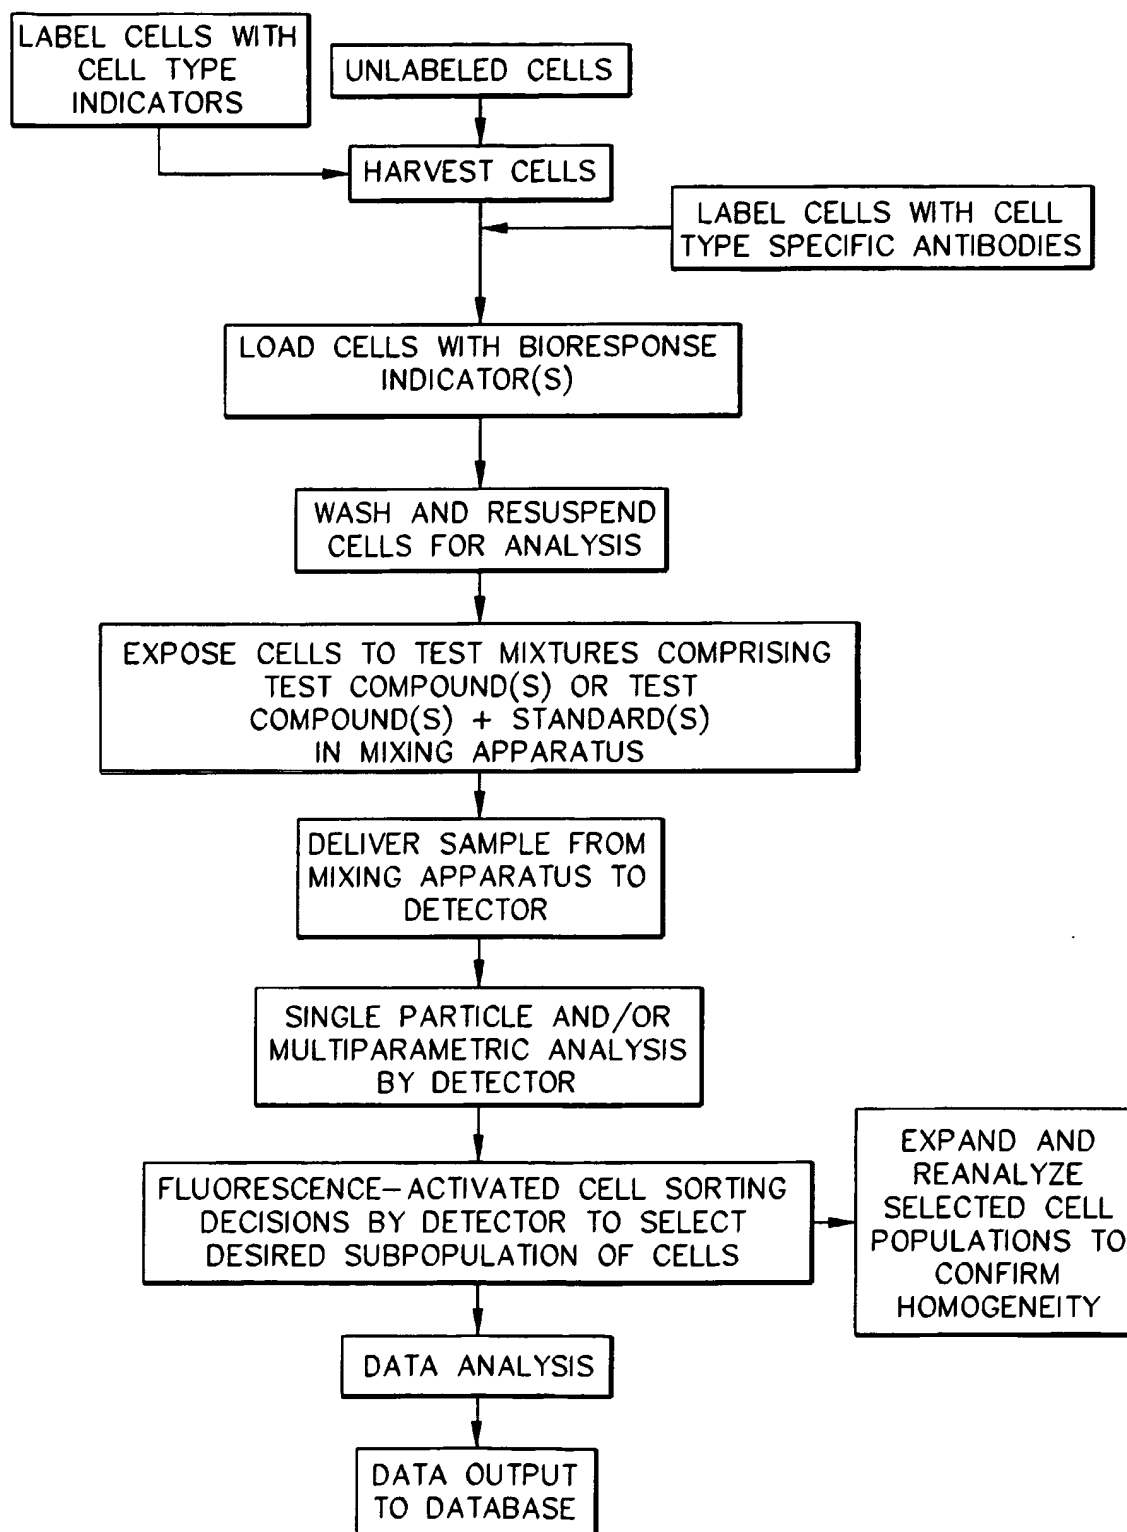 LABEL CELLS WITH
CELL TYPE
INDICATORS
UNLABELED CELLS
HARVEST CELLS
LABEL CELLS WITH CELL
TYPE SPECIFIC ANTIBODIES
LOAD CELLS WITH BIORESPONSE
INDICATOR(S)
WASH AND RESUSPEND
CELLS FOR ANALYSIS
EXPOSE CELLS TO TEST MIXTURES COMPRISING
TEST COMPOUND(S) OR TEST
COMPOUND(S) + STANDARD(S)
IN MIXING APPARATUS
DELIVER SAMPLE FROM
MIXING APPARATUS TO
DETECTOR
SINGLE PARTICLE AND/OR
MULTIPARAMETRIC ANALYSIS
BY DETECTOR
FLUORESCENCE-ACTIVATED CELL SORTING
DECISIONS BY DETECTOR TO SELECT
DESIRED SUBPOPULATION OF CELLS
EXPAND AND
REANALYZE
SELECTED CELL
POPULATIONS TO
CONFIRM
HOMOGENEITY
DATA ANALYSIS
DATA OUTPUT
TO DATABASE